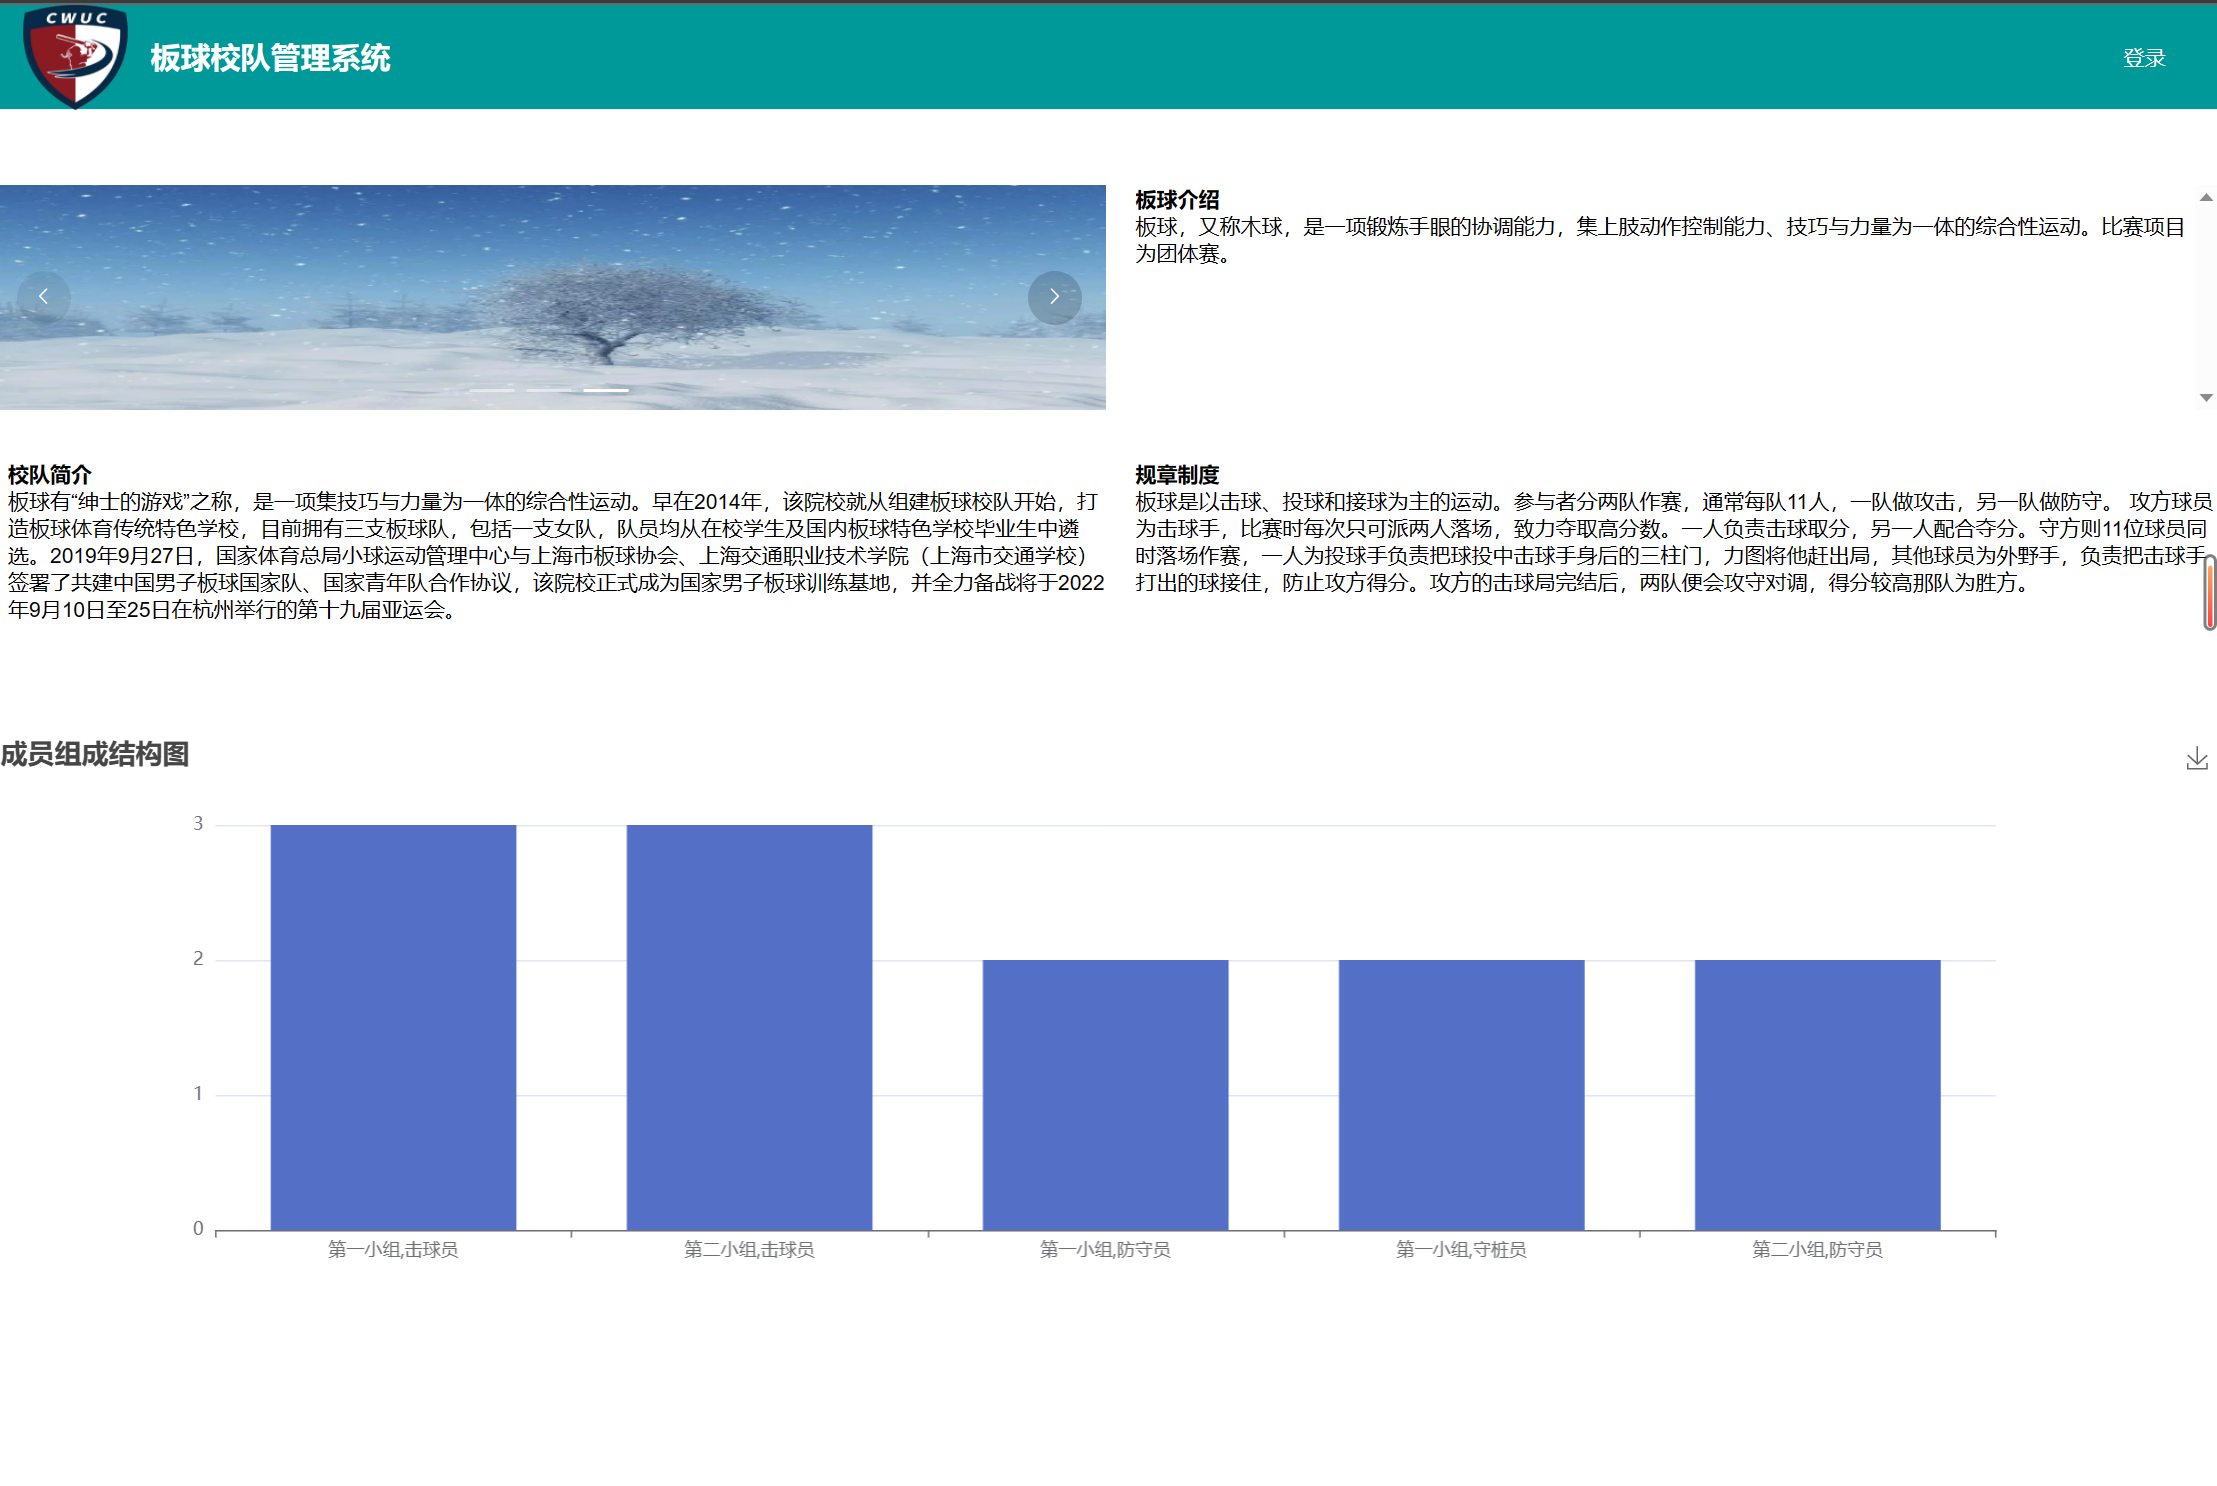 CWUC
板球校队管理系统
登录
板球介绍
板球，又称木球，是一项锻炼手眼的协调能力，集上肢动作控制能力、技巧与力量为一体的综合性运动。比赛项目
为团体赛。
校队简介
板球有“绅士的游戏”之称，是一项集技巧与力量为一体的综合性运动。早在2014年，该院校就从组建板球校队开始，打
造板球体育传统特色学校，目前拥有三支板球队，包括一支女队，队员均从在校学生及国内板球特色学校毕业生中遴
选。2019年9月27日，国家体育总局小球运动管理中心与上海市板球协会、上海交通职业技术学院（上海市交通学校）
签署了共建中国男子板球国家队、国家青年队合作协议，该院校正式成为国家男子板球训练基地，并全力备战将于2022
年9月10日至25日在杭州举行的第十九届亚运会。
规章制度
板球是以击球、投球和接球为主的运动。参与者分两队作赛，通常每队11人，一队做攻击，另一队做防守。 攻方球员
为击球手，比赛时每次只可派两人落场，致力夺取高分数。一人负责击球取分，另一人配合夺分。守方则11位球员同
时落场作赛，一人为投球手负责把球投中击球手身后的三柱门，力图将他赶出局，其他球员为外野手，负责把击球手
打出的球接住，防止攻方得分。攻方的击球局完结后，两队便会攻守对调，得分较高那队为胜方。
成员组成结构图
3
2
1
0
第一小组,击球员
第二小组,击球员
第一小组,防守员
第一小组,守桩员
第二小组,防守员